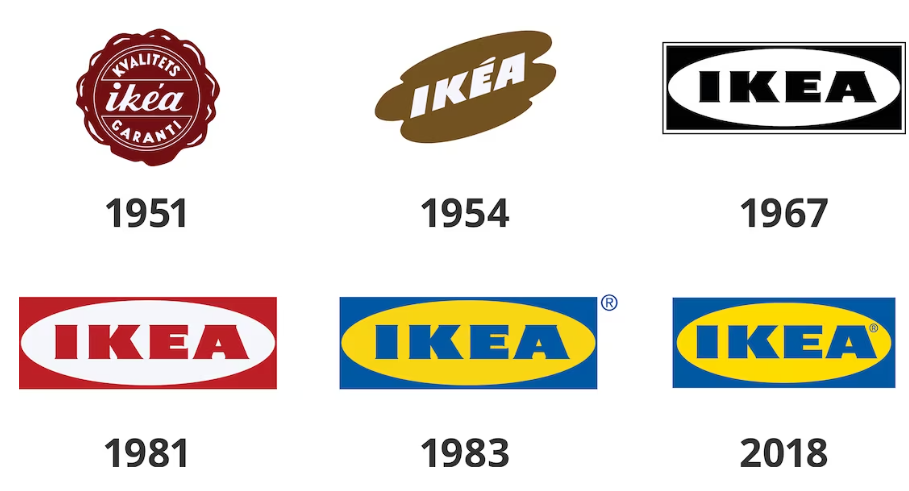 KVALITETS
ikéa
GARANTI
IKÉA
IKEA
1951
1954
1967
IKEA
IKEA ®
IKEA ®
1981
1983
2018